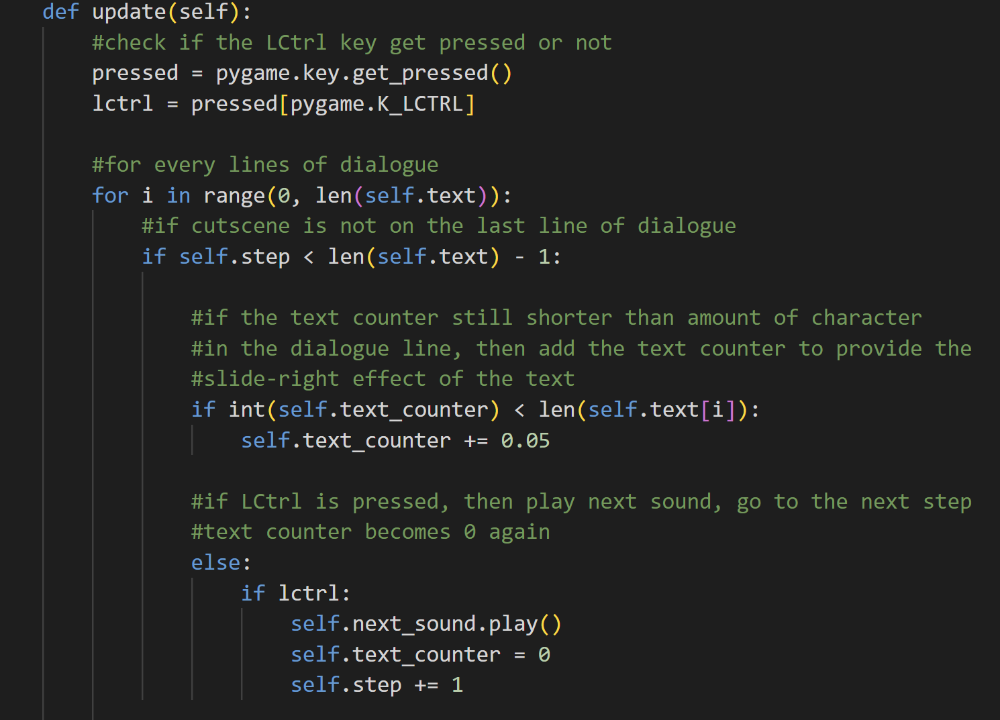 def update(self):
#check if the LCtrl key get pressed or not
pressed = pygame.key.get_pressed()
lctrl = pressed[pygame.K_LCTRL]
#for every lines of dialogue
for i in range(0, len(self.text)):
#if cutscene is not on the last line of dialogue
if self.step < len(self.text) - 1:
#if the text counter still shorter than amount of character
#in the dialogue line, then add the text counter to provide the
#slide-right effect of the text
if int(self.text_counter) < len(self.text[i]):
self.text_counter += 0.05
#if LCtrl is pressed, then play next sound, go to the next step
#text counter becomes 0 again
else:
if lctrl:
self.next_sound.play()
self.text_counter = 0
self.step += 1